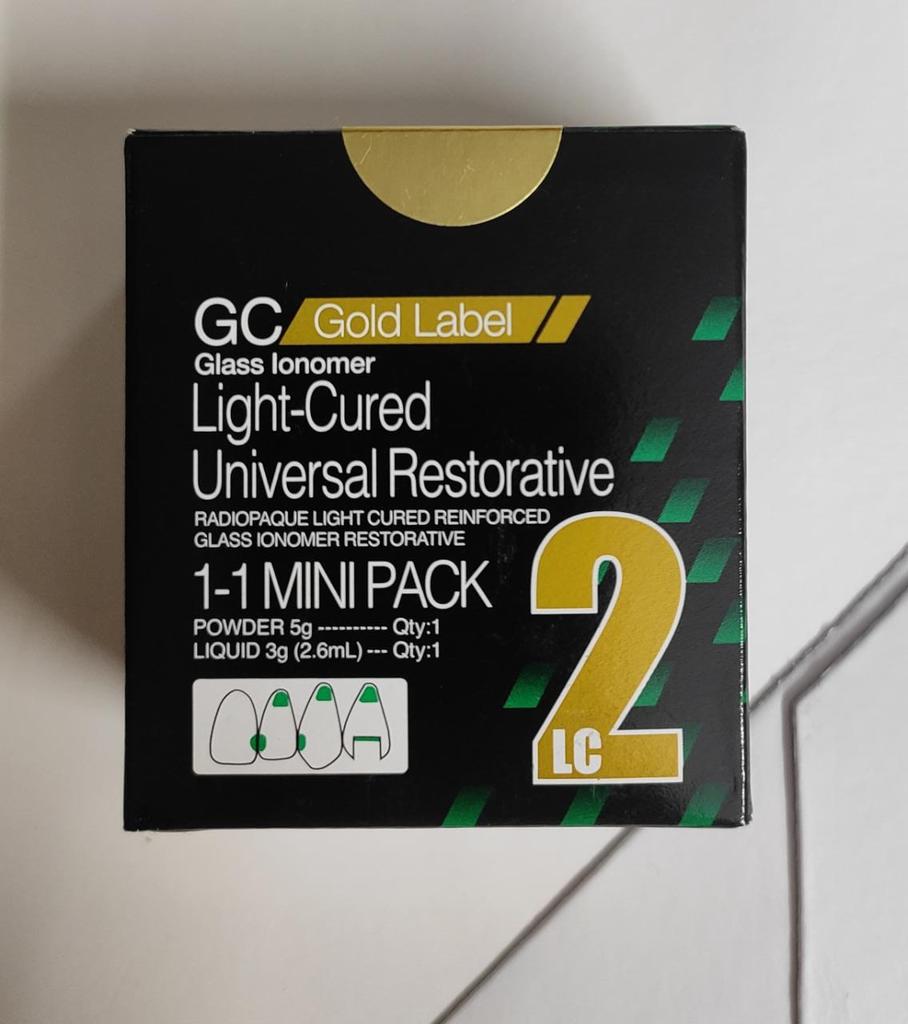 GC Gold Label
Glass Ionomer
Light-Cured
Universal Restorative
RADIOPAQUE LIGHT CURED REINFORCED
GLASS IONOMER RESTORATIVE
1-1 MINI PACK
POWDER 5g ---------- Qty:1
LIQUID 3g (2.6mL) --- Qty:1
2
LC